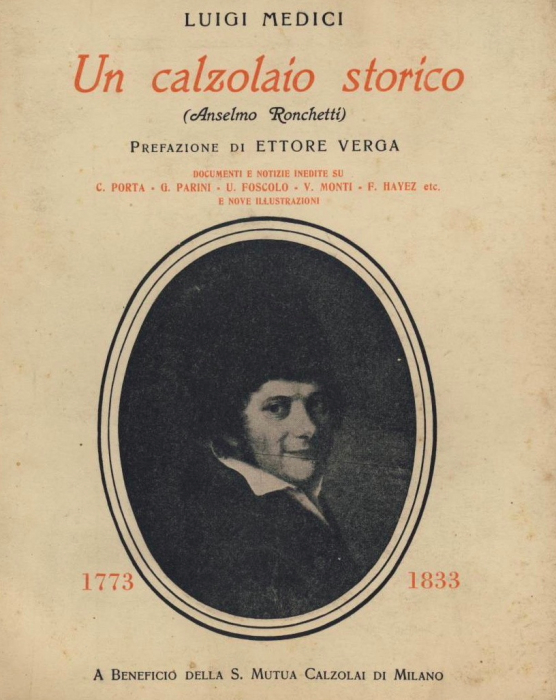 LUIGI MEDICI
Un calzolaio storico
(Anselmo Ronchetti)
PREFAZIONE DI ETTORE VERGA
DOCUMENTI E NOTIZIE INEDITE SU
C. PORTA - G. PARINI - U. FOSCOLO - V. MONTI - F. HAYEZ etc.
E NOVE ILLUSTRAZIONI
1773
1833
A BENEFICIO DELLA S. MUTUA CALZOLAI DI MILANO